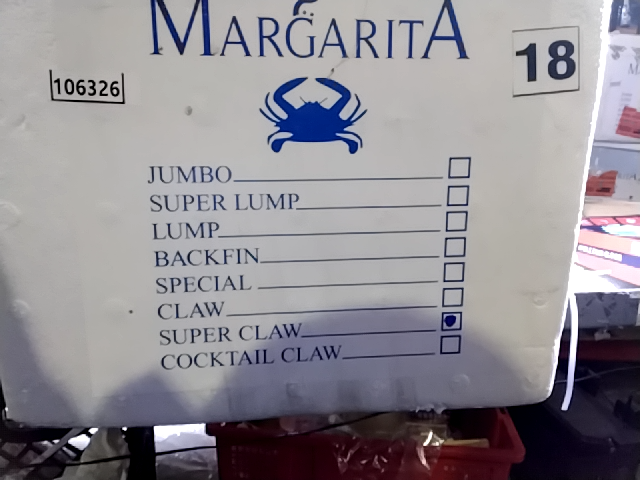 MARGARITA
18
106326
JUMBO
SUPER LUMP
LUMP
BACKFIN
SPECIAL
CLAW
SUPER CLAW
COCKTAIL CLAW